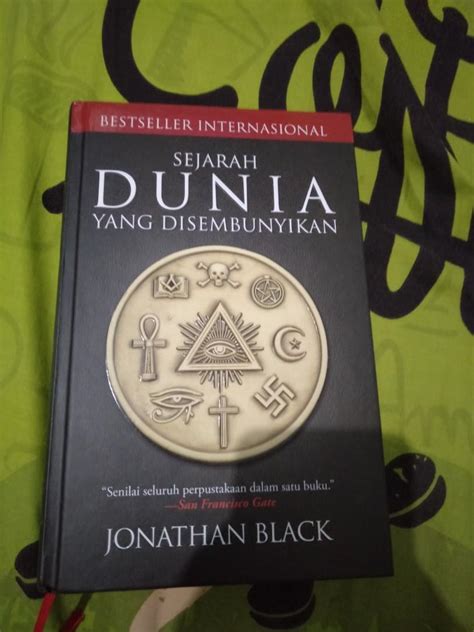 BESTSELLER INTERNASIONAL
SEJARAH
DUNIA
YANG DISEMBUNYIKAN
“Senilai seluruh perpustakaan dalam satu buku.”
—San Francisco Gate
JONATHAN BLACK